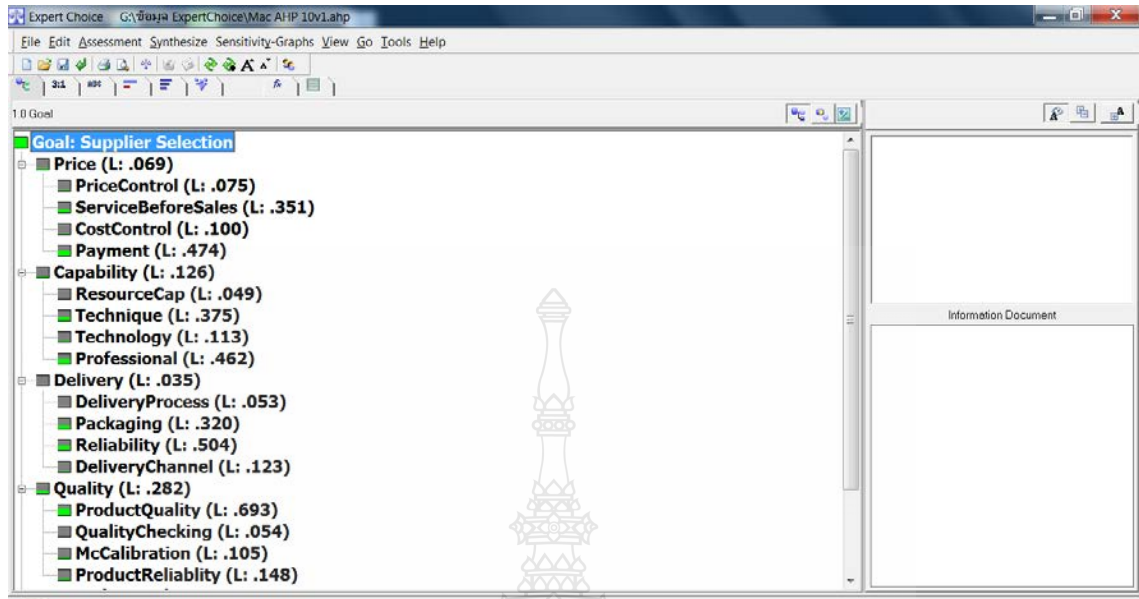 Expert Choice G:\ข้อมูล ExpertChoice\Mac AHP 10v1.ahp
File Edit Assessment Synthesize Sensitivity-Graphs View Go Tools Help
3:1 ABC
1.0 Goal
Goal: Supplier Selection
Price (L: .069)
PriceControl (L: .075)
ServiceBeforeSales (L: .351)
CostControl (L: .100)
Payment (L: .474)
Capability (L: .126)
ResourceCap (L: .049)
Technique (L: .375)
Technology (L: .113)
Professional (L: .462)
Delivery (L: .035)
DeliveryProcess (L: .053)
Packaging (L: .320)
Reliability (L: .504)
DeliveryChannel (L: .123)
Quality (L: .282)
ProductQuality (L: .693)
QualityChecking (L: .054)
McCalibration (L: .105)
ProductReliablity (L: .148)
Information Document